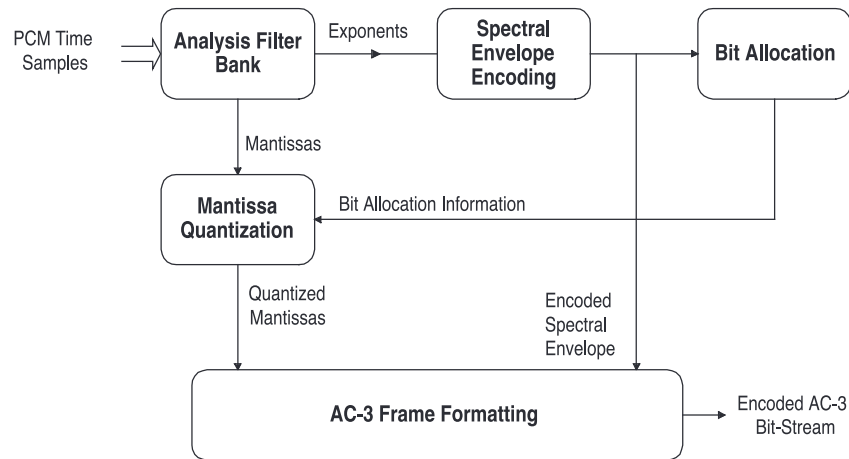 PCM Time
Samples
Analysis Filter
Bank
Exponents
Spectral
Envelope
Encoding
Bit Allocation
Mantissas
Mantissa
Quantization
Bit Allocation Information
Quantized
Mantissas
Encoded
Spectral
Envelope
AC-3 Frame Formatting
Encoded AC-3
Bit-Stream